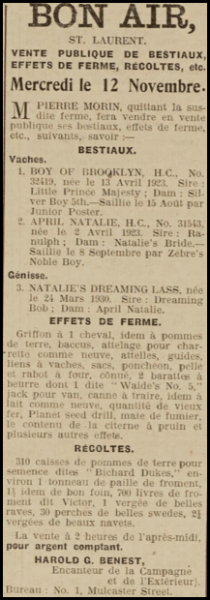 BON AIR,
ST. LAURENT.
VENTE PUBLIQUE DE BESTIAUX,
EFFETS DE FERME, RÉCOLTES, etc.
Mercredi le 12 Novembre.
M PIERRE MORIN, quittant la sus-
dite ferme, fera vendre en vente
publique ses bestiaux, effets de ferme,
etc., suivants, savoir :—
BESTIAUX.
Vaches.
1. BOY OF BROOKLYN, H.C., No.
32419, née le 13 Avril 1923. Sire :
Little Prince Majesty ; Dam : Sil-
ver Boy 5th.—Saillie le 15 Août par
Junior Poster.
2. APRIL NATALIE, H.C., No. 31543,
née le 2 Avril 1923. Sire : Ra-
nulph ; Dam : Natalie's Bride.—
Saillie le 8 Septembre par Zebre's
Noble Boy.
Génisse.
3. NATALIE'S DREAMING LASS, née
le 24 Mars 1930. Sire : Dreaming
Bob ; Dam : April Natalie.
EFFETS DE FERME.
Griffon à 1 cheval, idem à pommes
de terre, baccus, attelage pour char-
rette comme neuve, attelles, guides,
liens à vaches, sacs, poncheon, pelle
et rabot à four, cônue, 2 barattes à
beurre dont 1 dite "Waide's No. 5,"
jack pour van, canne à traire, idem à
lait comme neuve, quantité de vieux
fer, Planet seed drill, maie de fumier,
le contenu de la citerne à pruin et
plusieurs autres effets.
RÉCOLTES.
310 caisses de pommes de terre pour
semence dites "Bichard Dukes," en-
viron 1 tonneau de paille de froment,
1½ idem de bon foin, 700 livres de fro-
ment dit Victor, 1 vergée de belles
raves, 30 perches de belles swedes, 2½
vergées de beaux navets.
La vente à 2 heures de l'après-midi,
pour argent comptant.
HAROLD G. BENEST,
Encanteur de la Campagne
et de l'Extérieur).
Bureau : No. 1, Mulcaster Street.